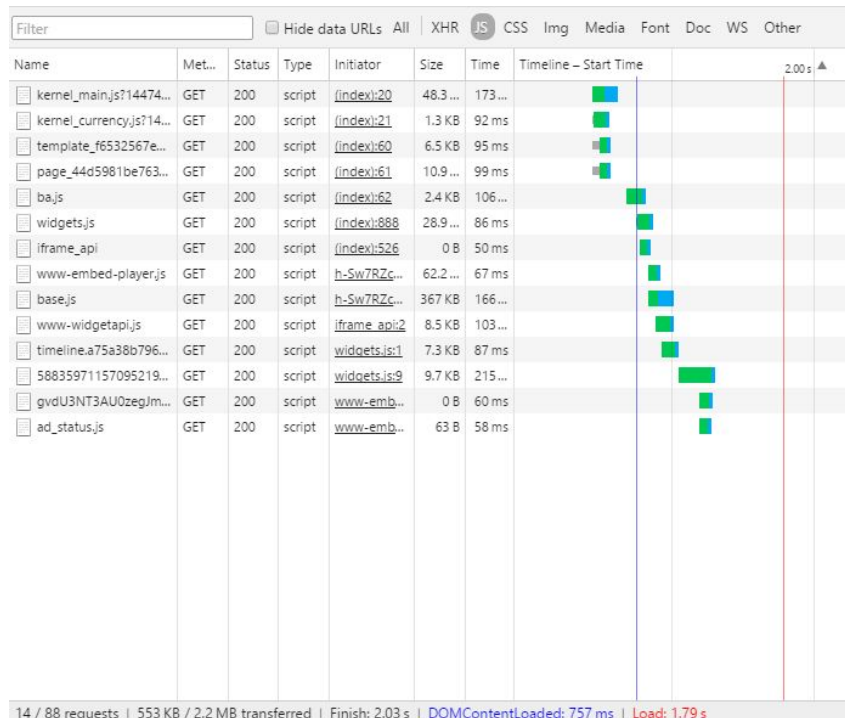 Filter Hide data URLs All XHR JS CSS Img Media Font Doc WS Other
Name Met... Status Type Initiator Size Time Timeline – Start Time 2.00 s
kernel_main.js?14474... GET 200 script (index):20 48.3 ... 173...
kernel_currency.js?14... GET 200 script (index):21 1.3 KB 92 ms
template_f6532567e... GET 200 script (index):60 6.5 KB 95 ms
page_44d5981be763... GET 200 script (index):61 10.9 ... 99 ms
ba.js GET 200 script (index):62 2.4 KB 106...
widgets.js GET 200 script (index):888 28.9 ... 86 ms
iframe_api GET 200 script (index):526 0 B 50 ms
www-embed-player.js GET 200 script h-Sw7RZc... 62.2 ... 67 ms
base.js GET 200 script h-Sw7RZc... 367 KB 166...
www-widgetapi.js GET 200 script iframe_api:2 8.5 KB 103...
timeline.a75a38b796... GET 200 script widgets.js:1 7.3 KB 87 ms
58835971157095219... GET 200 script widgets.js:9 9.7 KB 215...
gvdU3NT3AU0zegJm... GET 200 script www-emb... 0 B 60 ms
ad_status.js GET 200 script www-emb... 63 B 58 ms
14 / 88 requests | 553 KB / 2.2 MB transferred | Finish: 2.03 s | DOMContentLoaded: 757 ms | Load: 1.79 s